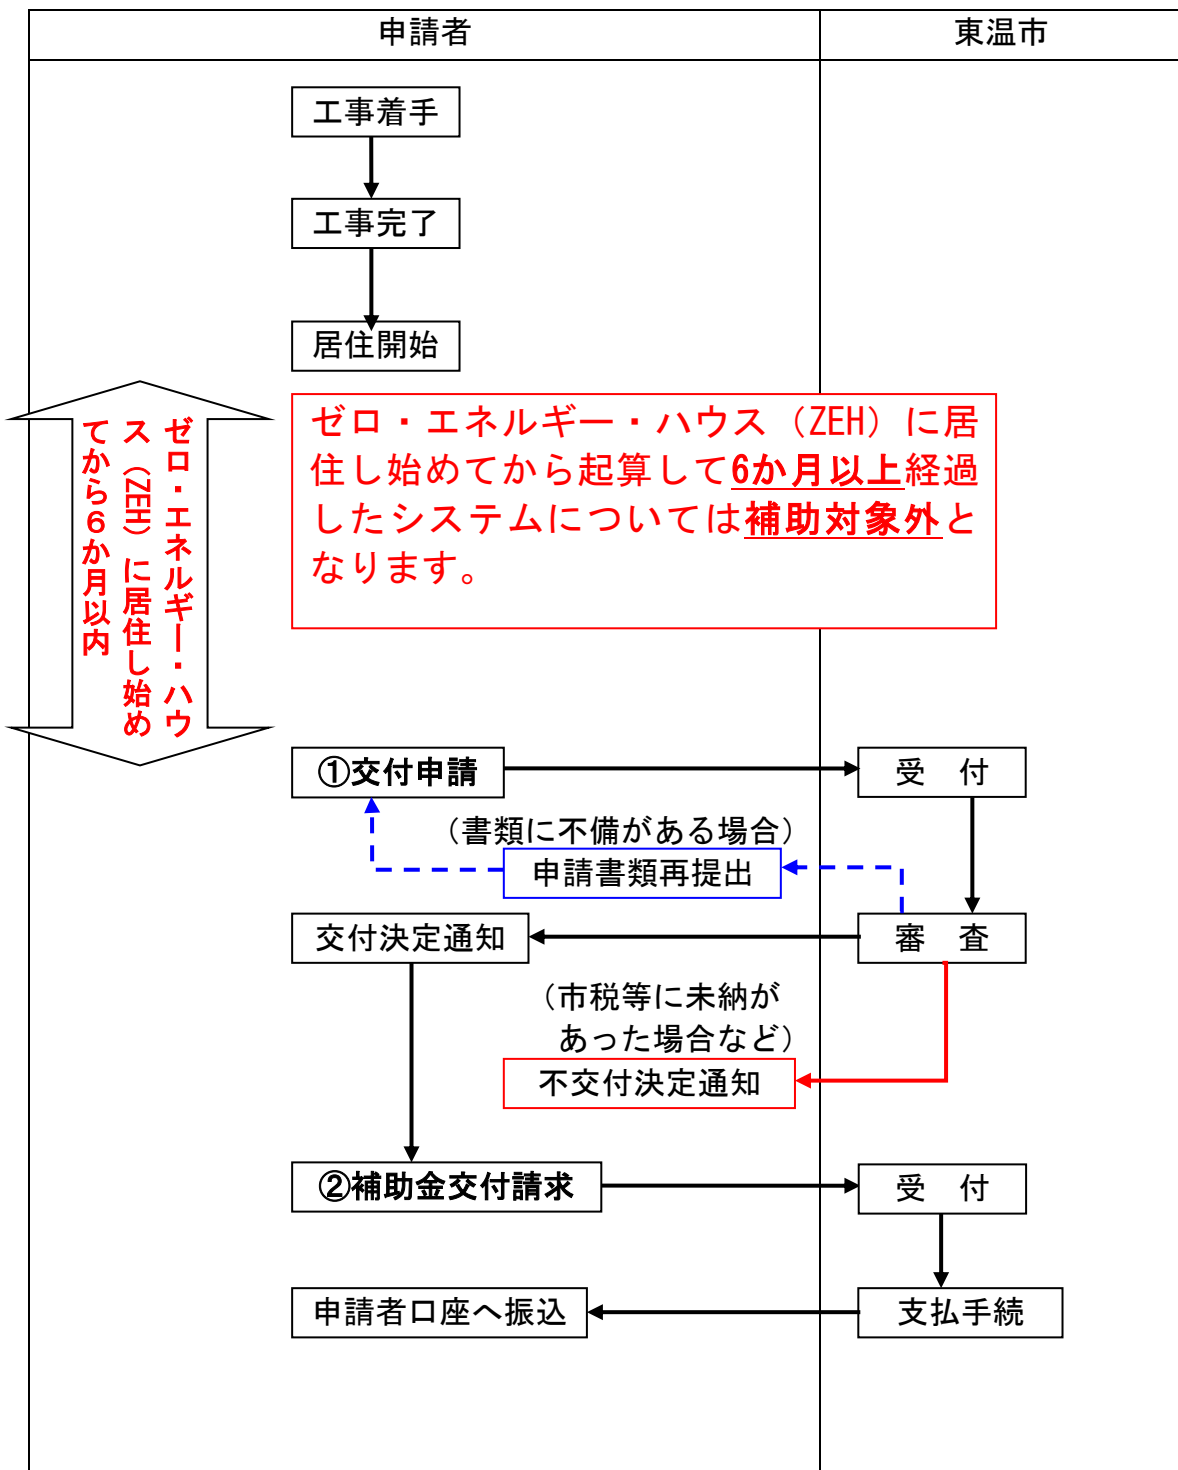 申請者
東温市
工事着手
工事完了
居住開始
ゼロ・エネルギー・ハウ
ス（ZEH）に居住し始め
てから６か月以内
ゼロ・エネルギー・ハウス（ZEH）に居
住し始めてから起算して6か月以上経過
したシステムについては補助対象外と
なります。
①交付申請
受　付
（書類に不備がある場合）
申請書類再提出
交付決定通知
審　査
（市税等に未納が
あった場合など）
不交付決定通知
②補助金交付請求
受　付
申請者口座へ振込
支払手続